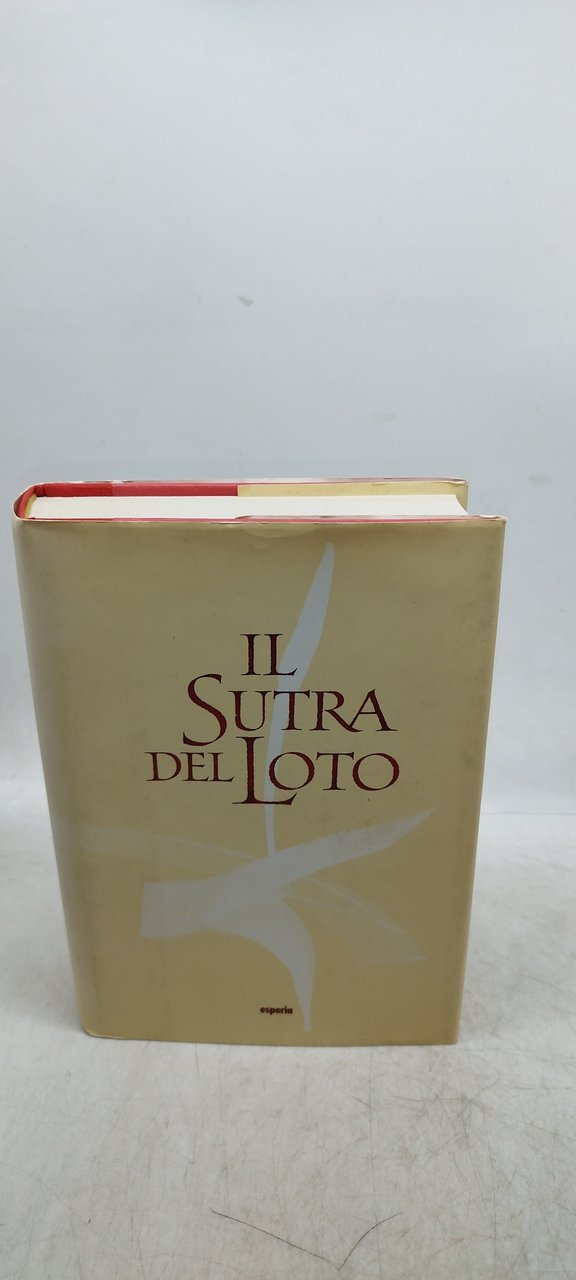 IL
SUTRA
DEL LOTO
esperia